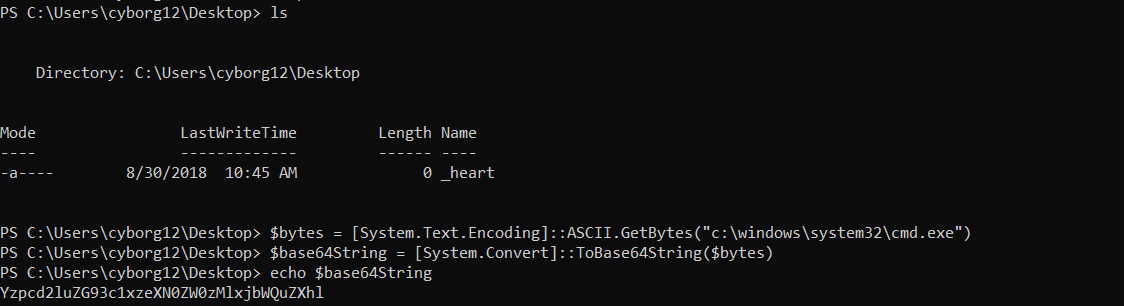 PS C:\Users\cyborg12\Desktop> ls
Directory: C:\Users\cyborg12\Desktop
Mode                LastWriteTime         Length Name
----                -------------         ------ ----
-a----        8/30/2018  10:45 AM              0 _heart
PS C:\Users\cyborg12\Desktop> $bytes = [System.Text.Encoding]::ASCII.GetBytes("c:\windows\system32\cmd.exe")
PS C:\Users\cyborg12\Desktop> $base64String = [System.Convert]::ToBase64String($bytes)
PS C:\Users\cyborg12\Desktop> echo $base64String
Yzpcd2luZG93c1xzeXN0ZW0zMlxjbWQuZXhl